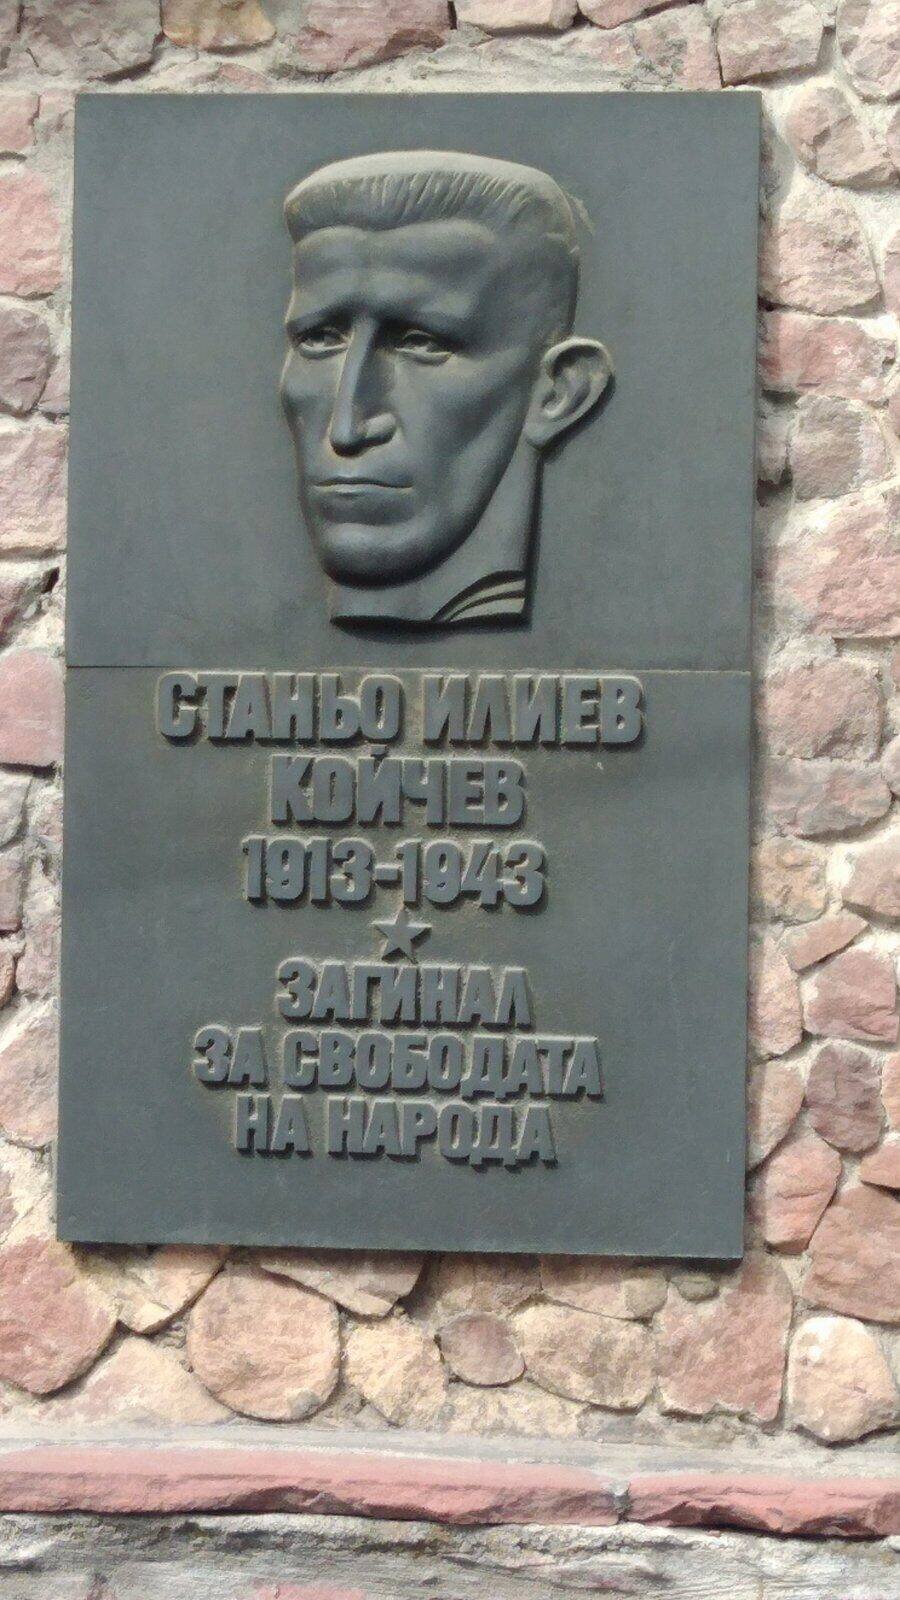 СТАНЬО ИЛИЕВ
КОЙЧЕВ
1913-1943
ЗАГИНАЛ
ЗА СВОБОДАТА
НА НАРОДА